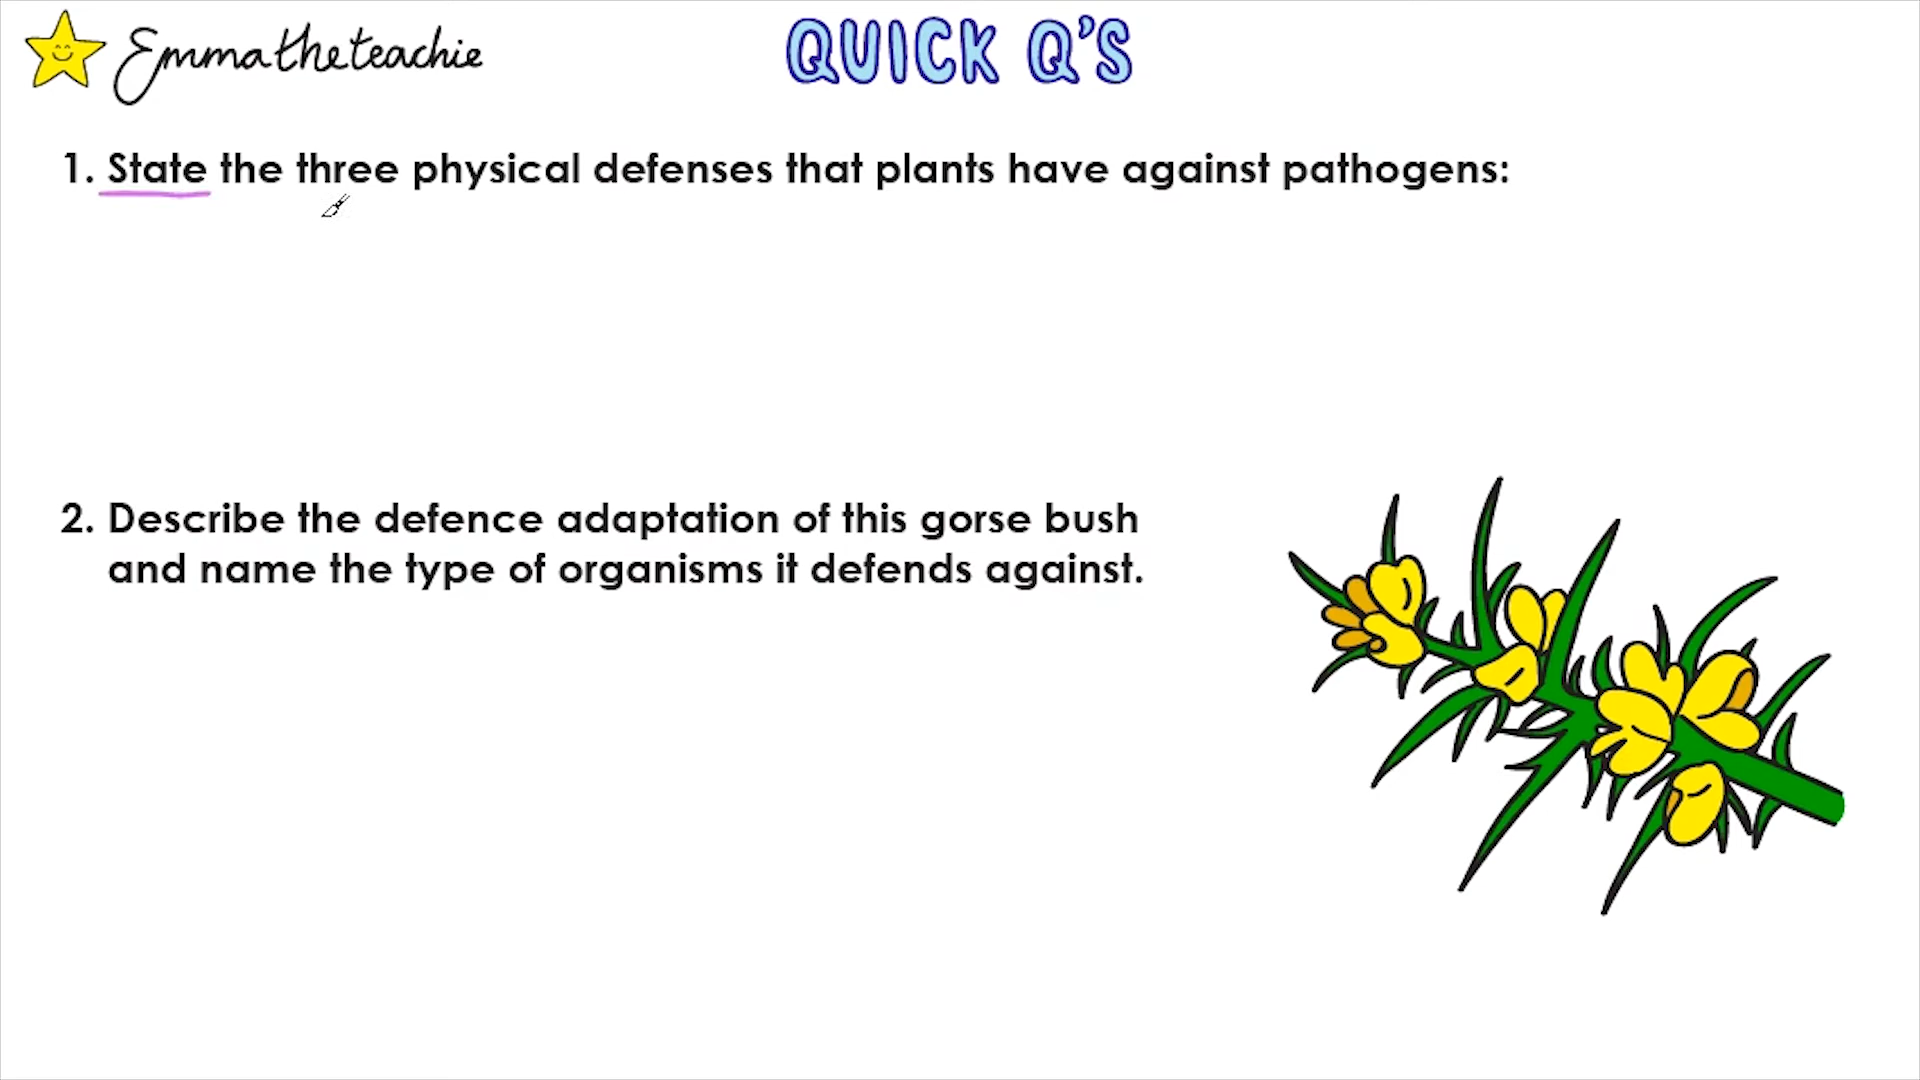 Emmatheteachie
QUICK Q'S
1. State the three physical defenses that plants have against pathogens:
2. Describe the defence adaptation of this gorse bush
and name the type of organisms it defends against.